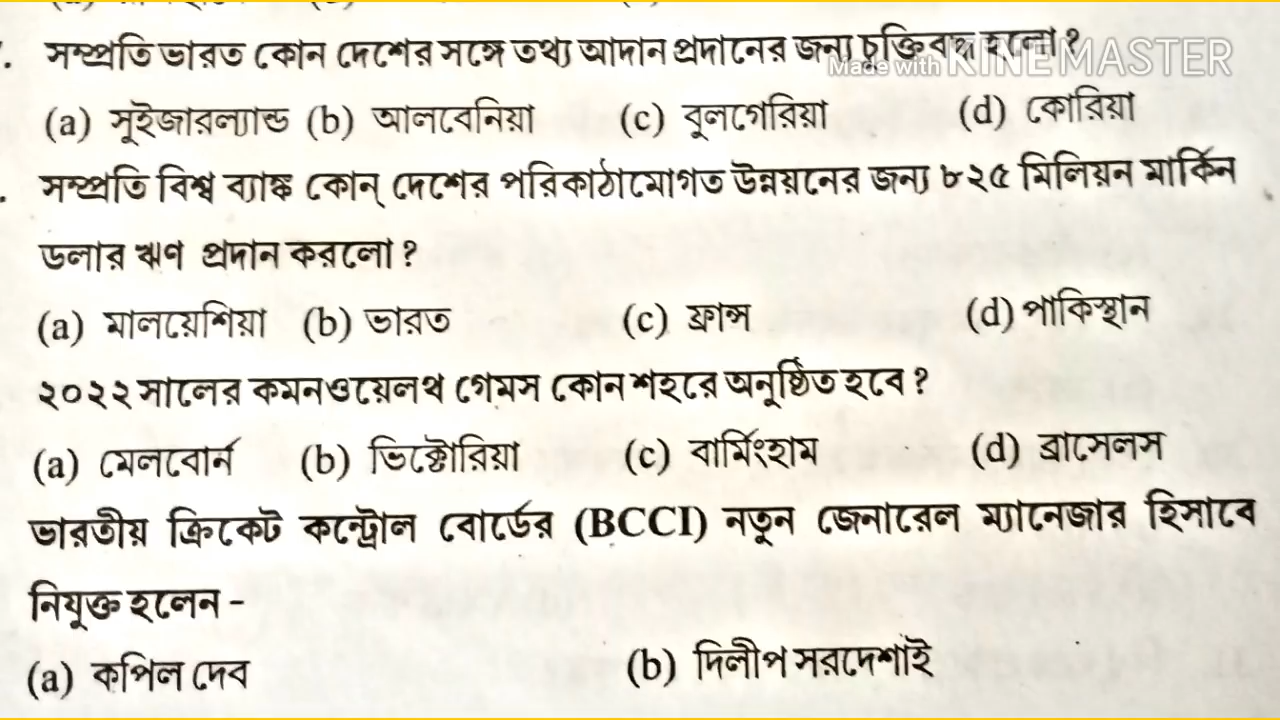 সম্প্রতি ভারত কোন দেশের সঙ্গে তথ্য আদান প্রদানের জন্য চুক্তিবদ্ধ হলো ?
Made with KINEMASTER
(a) সুইজারল্যান্ড (b) আলবেনিয়া (c) বুলগেরিয়া (d) কোরিয়া
সম্প্রতি বিশ্ব ব্যাঙ্ক কোন্ দেশের পরিকাঠামোগত উন্নয়নের জন্য ৮২৫ মিলিয়ন মার্কিন
ডলার ঋণ প্রদান করলো ?
(a) মালয়েশিয়া (b) ভারত (c) ফ্রান্স (d) পাকিস্থান
২০২২ সালের কমনওয়েলথ গেমস কোন শহরে অনুষ্ঠিত হবে ?
(a) মেলবোর্ন (b) ভিক্টোরিয়া (c) বার্মিংহাম (d) ব্রাসেলস
ভারতীয় ক্রিকেট কন্ট্রোল বোর্ডের (BCCI) নতুন জেনারেল ম্যানেজার হিসাবে
নিযুক্ত হলেন -
(a) কপিল দেব (b) দিলীপ সরদেশাই